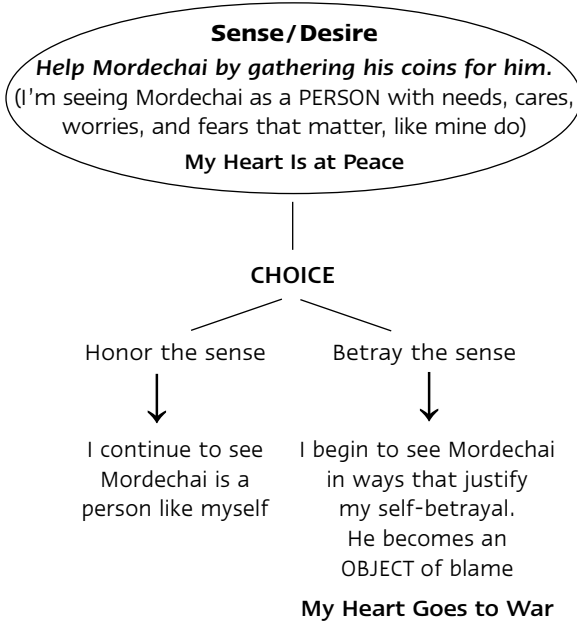 Sense/Desire
Help Mordechai by gathering his coins for him.
(I'm seeing Mordechai as a PERSON with needs, cares,
worries, and fears that matter, like mine do)
My Heart Is at Peace
CHOICE
Honor the sense
Betray the sense
I continue to see
Mordechai is a
person like myself
I begin to see Mordechai
in ways that justify
my self-betrayal.
He becomes an
OBJECT of blame
My Heart Goes to War